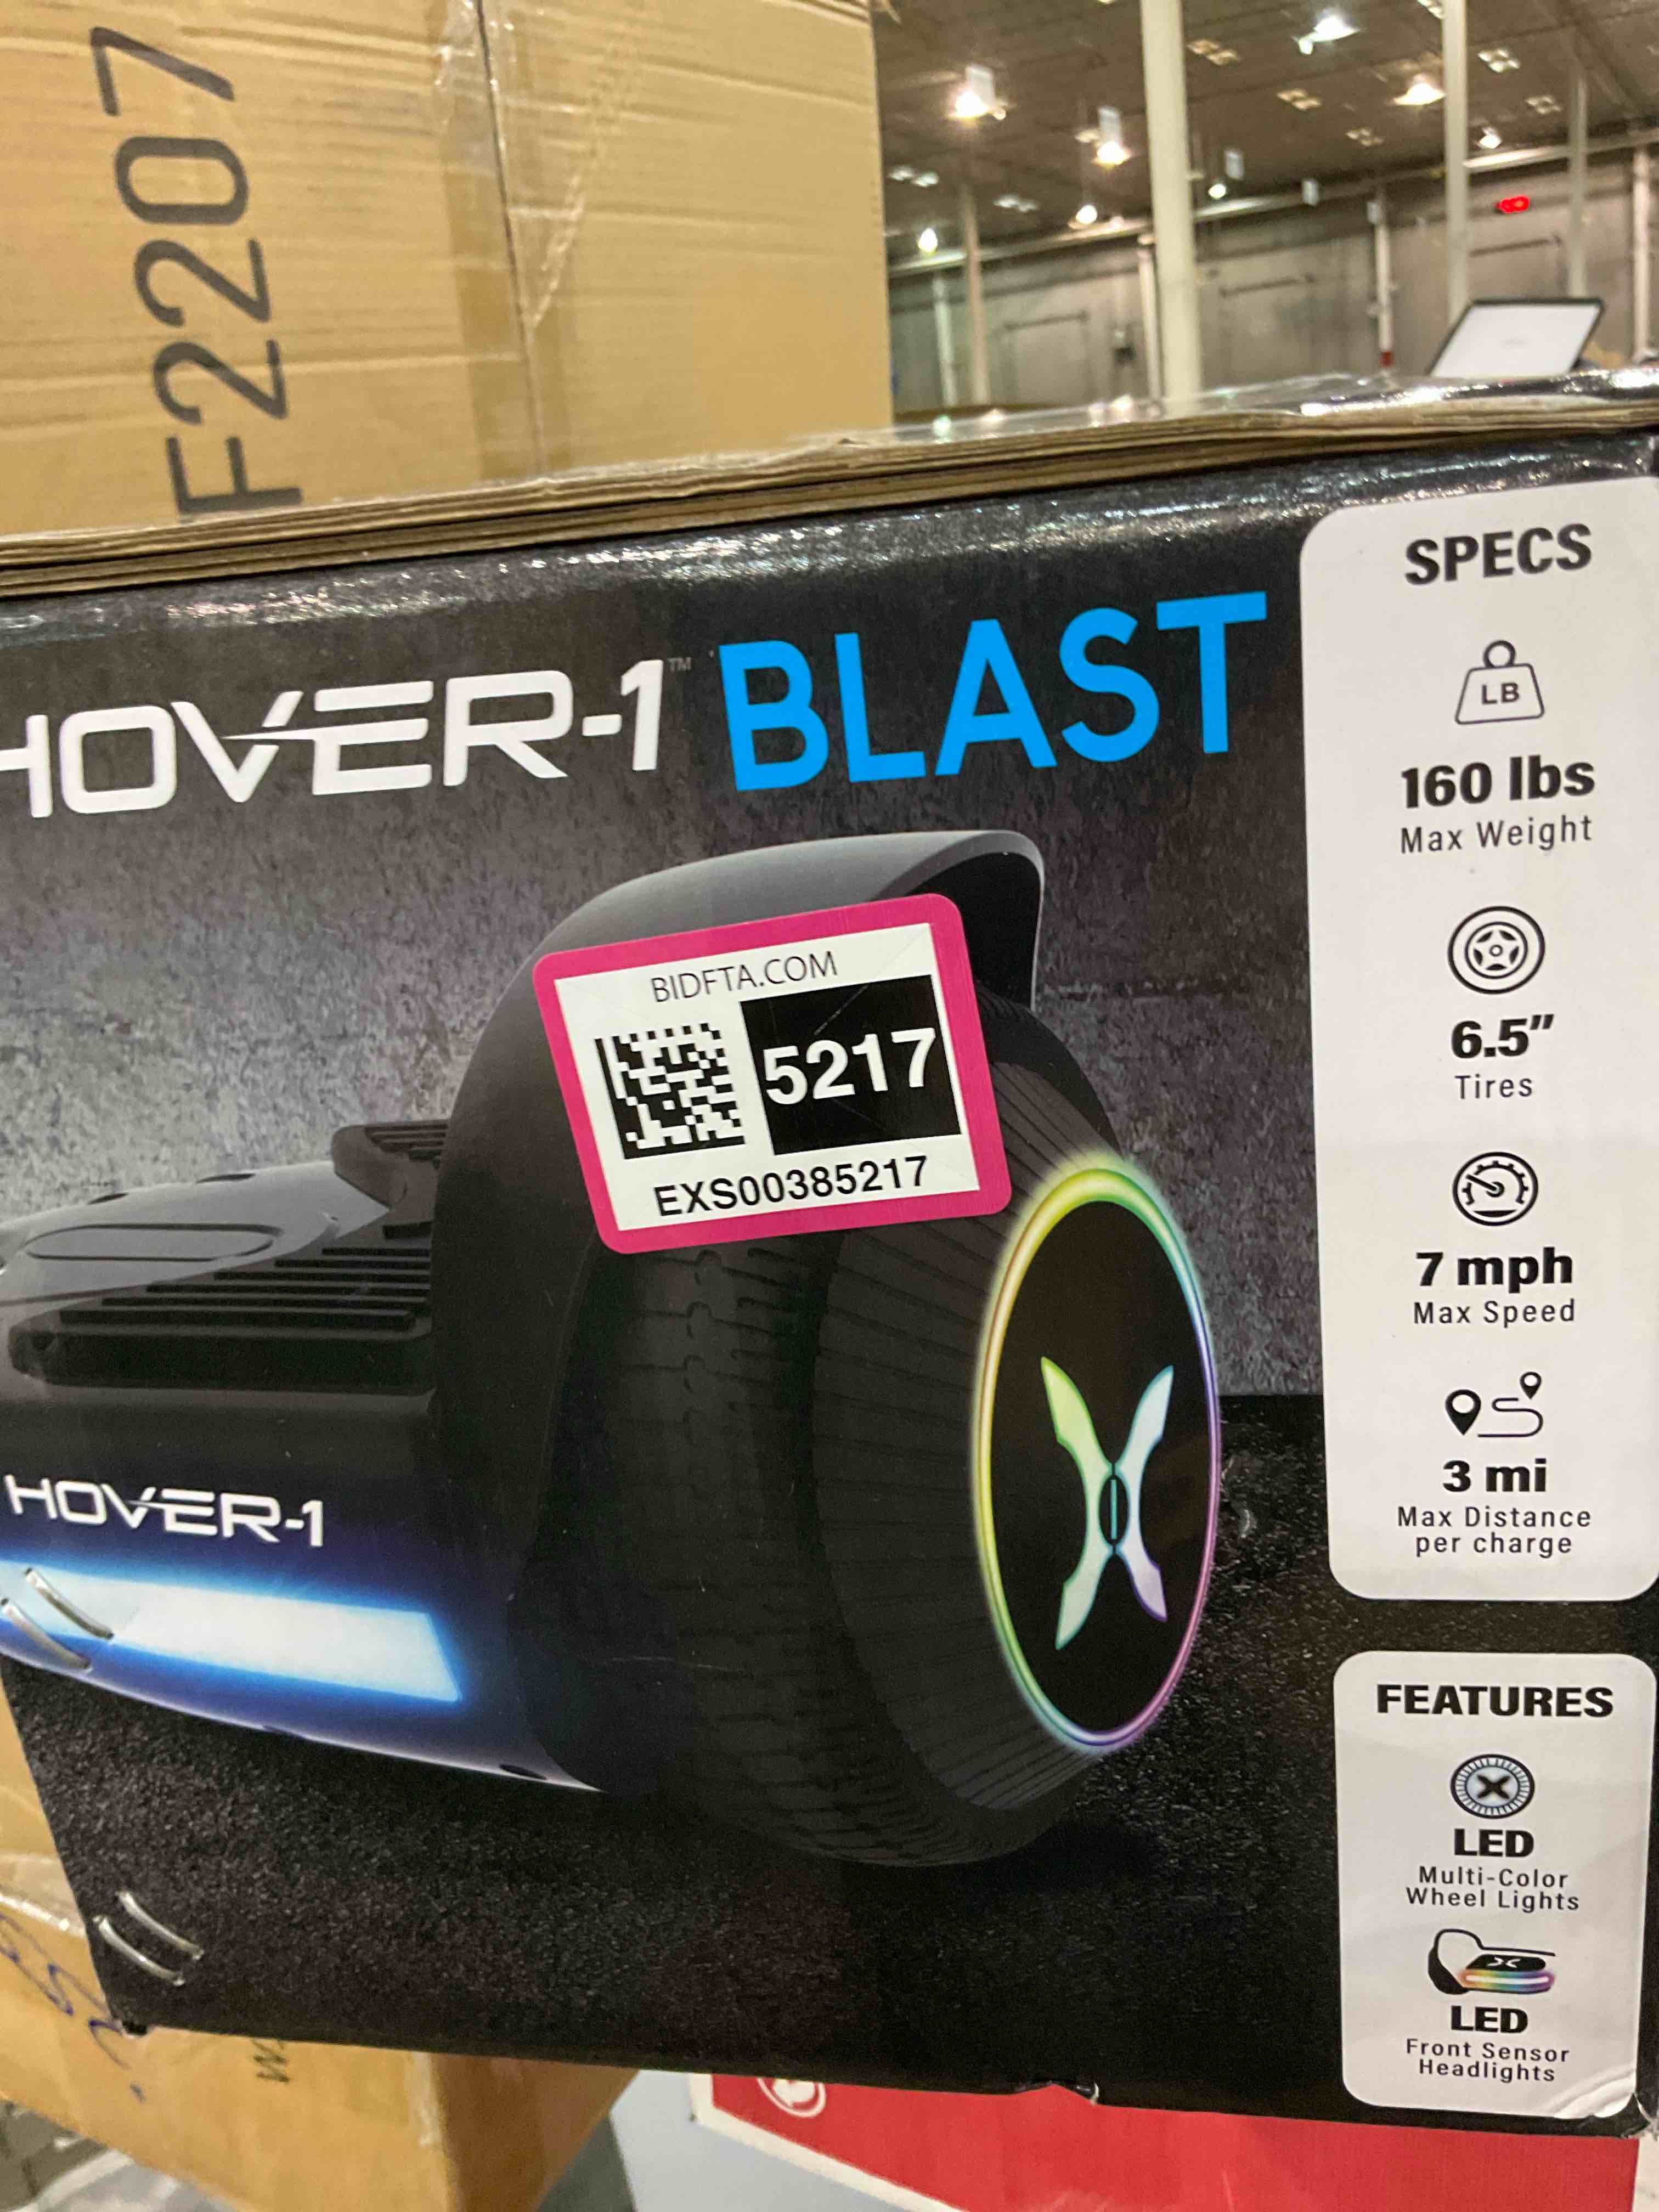 F2207
HOVER-1™ BLAST
BIDFTA.COM
5217
EXS00385217
HOVER-1
SPECS
LB
160 lbs
Max Weight
6.5"
Tires
7 mph
Max Speed
3 mi
Max Distance
per charge
FEATURES
LED
Multi-Color
Wheel Lights
LED
Front Sensor
Headlights